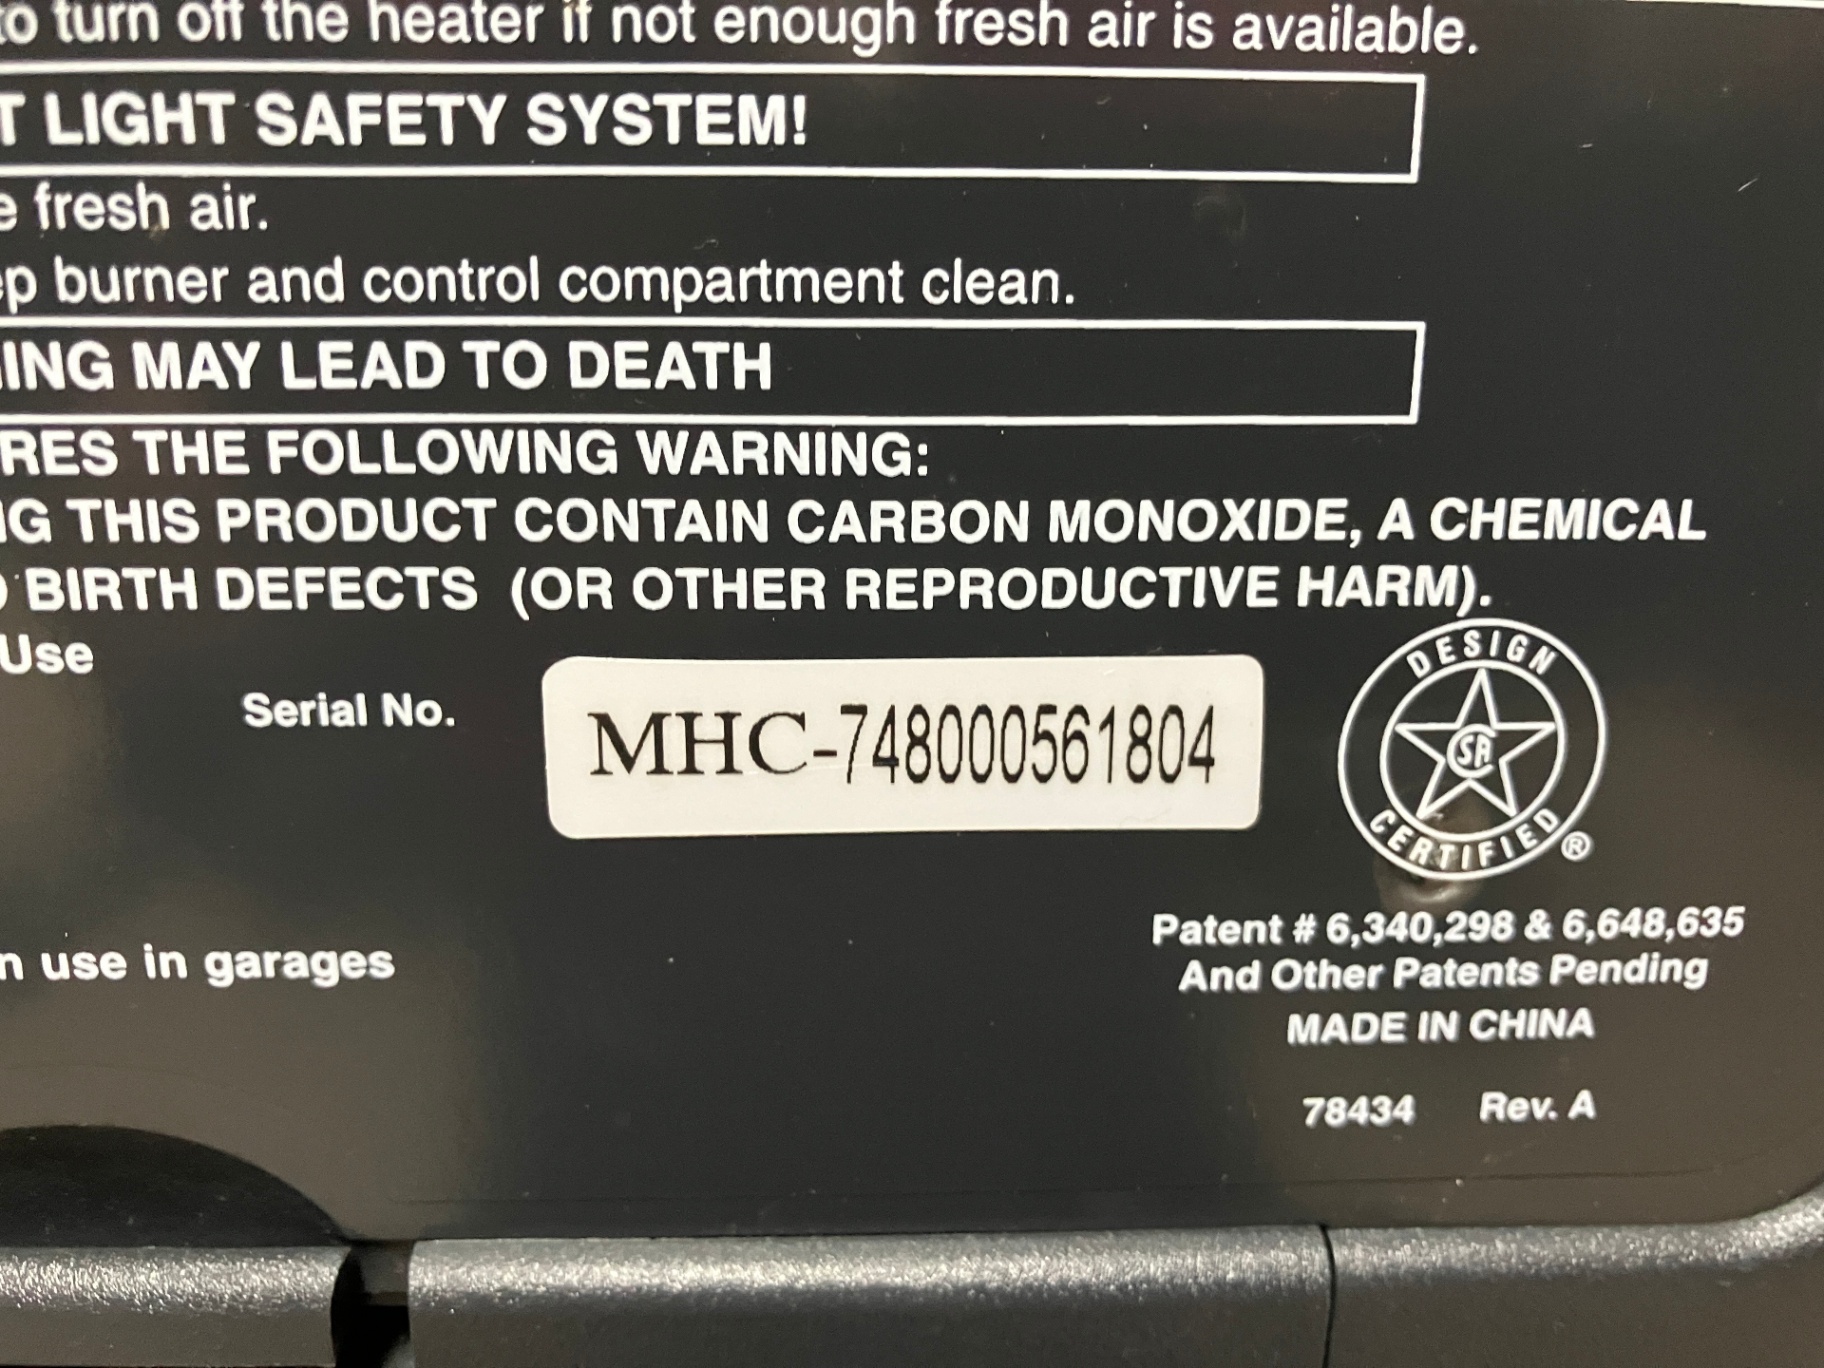 to turn off the heater if not enough fresh air is available.
T LIGHT SAFETY SYSTEM!
e fresh air.
ep burner and control compartment clean.
ING MAY LEAD TO DEATH
RES THE FOLLOWING WARNING:
NG THIS PRODUCT CONTAIN CARBON MONOXIDE, A CHEMICAL
BIRTH DEFECTS (OR OTHER REPRODUCTIVE HARM).
Use
Serial No.
MHC-748000561804
DESIGN
SA
CERTIFIED
®
n use in garages
Patent # 6,340,298 & 6,648,635
And Other Patents Pending
MADE IN CHINA
78434 Rev. A